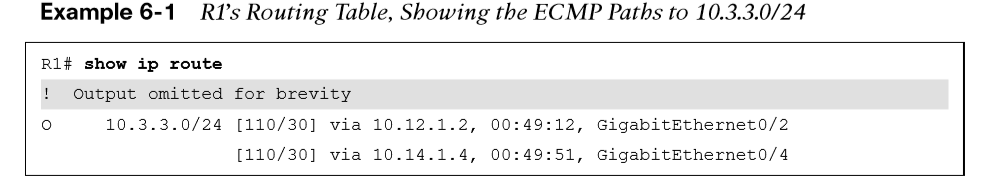 Example 6-1 R1's Routing Table, Showing the ECMP Paths to 10.3.3.0/24
R1# show ip route
! Output omitted for brevity
O 10.3.3.0/24 [110/30] via 10.12.1.2, 00:49:12, GigabitEthernet0/2
[110/30] via 10.14.1.4, 00:49:51, GigabitEthernet0/4